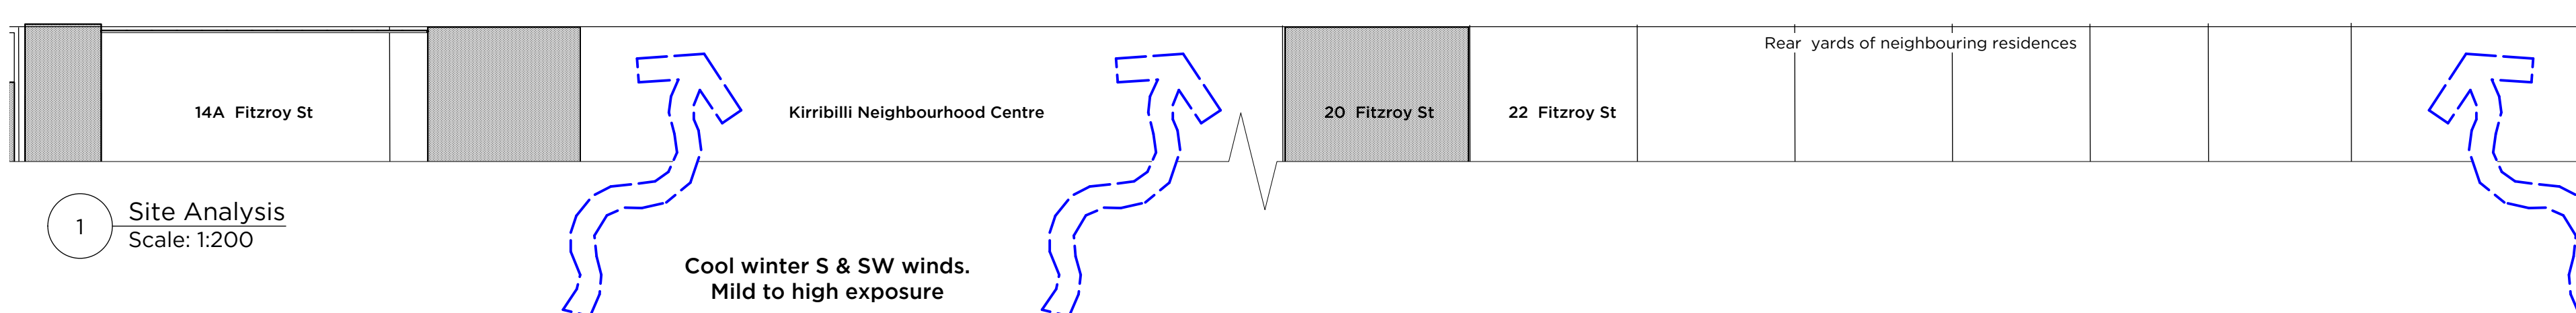 Rear yards of neighbouring residences
14A Fitzroy St
Kirribilli Neighbourhood Centre
20 Fitzroy St
22 Fitzroy St
1
Site Analysis
Scale: 1:200
Cool winter S & SW winds.
Mild to high exposure